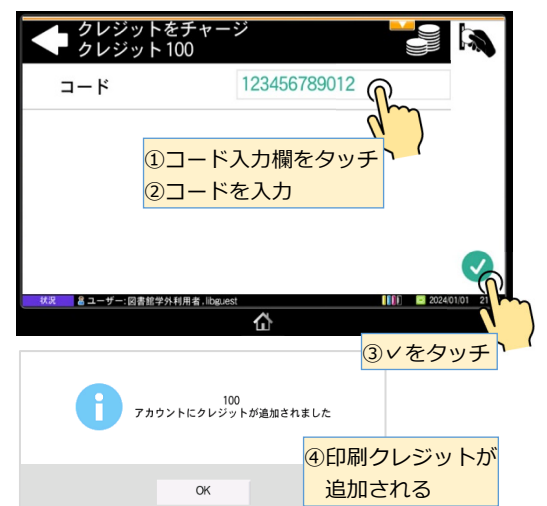 クレジットをチャージ
クレジット 100
コード
123456789012
①コード入力欄をタッチ
②コードを入力
状況
ユーザー:図書館学外利用者, libguest
2024/01/01 21
③✓をタッチ
100
アカウントにクレジットが追加されました
OK
④印刷クレジットが
追加される